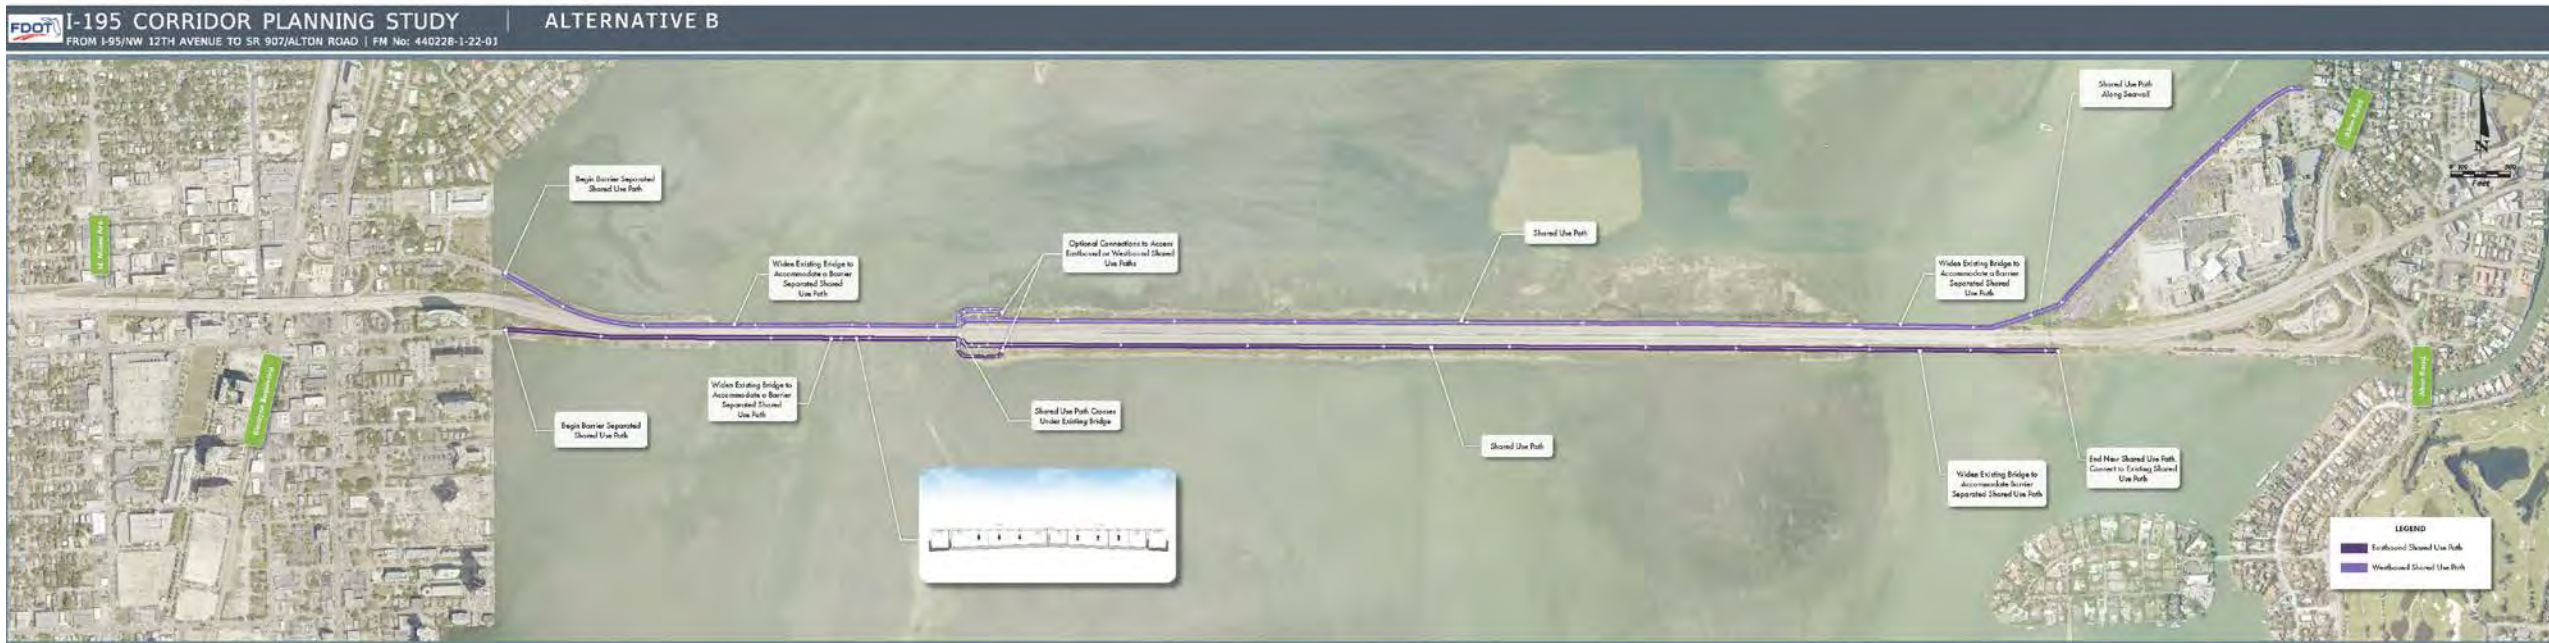 FDOT
I-195 CORRIDOR PLANNING STUDY
ALTERNATIVE B
FROM I-95/NW 12TH AVENUE TO SR 907/ALTON ROAD | FM No: 440228-1-22-01
Shared Use Path
Along Seawall
Alton Road
N
Feet
Begin Barrier Separated
Shared Use Path
Widen Existing Bridge to
Accommodate a Barrier
Separated Shared
Use Path
Optional Connections to Access
Eastbound or Westbound Shared
Use Paths
Shared Use Path
Widen Existing Bridge to
Accommodate a Barrier
Separated Shared
Use Path
Begin Barrier Separated
Shared Use Path
Widen Existing Bridge to
Accommodate a Barrier
Separated Shared
Use Path
Shared Use Path Crosses
Under Existing Bridge
Shared Use Path
Widen Existing Bridge to
Accommodate Barrier
Separated Shared Use Path
End New Shared Use Path
Connect to Existing Shared
Use Path
Alton Road
LEGEND
Eastbound Shared Use Path
Westbound Shared Use Path